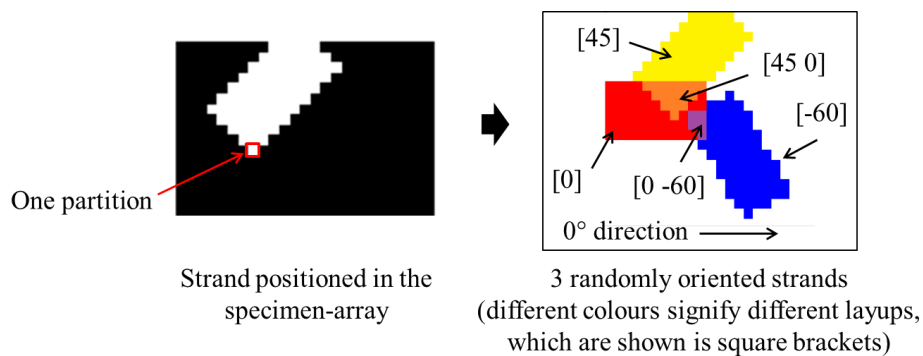 [45]
[45 0]
[-60]
One partition
[0]
[0 -60]
0° direction
Strand positioned in the
specimen-array
3 randomly oriented strands
(different colours signify different layups,
which are shown is square brackets)